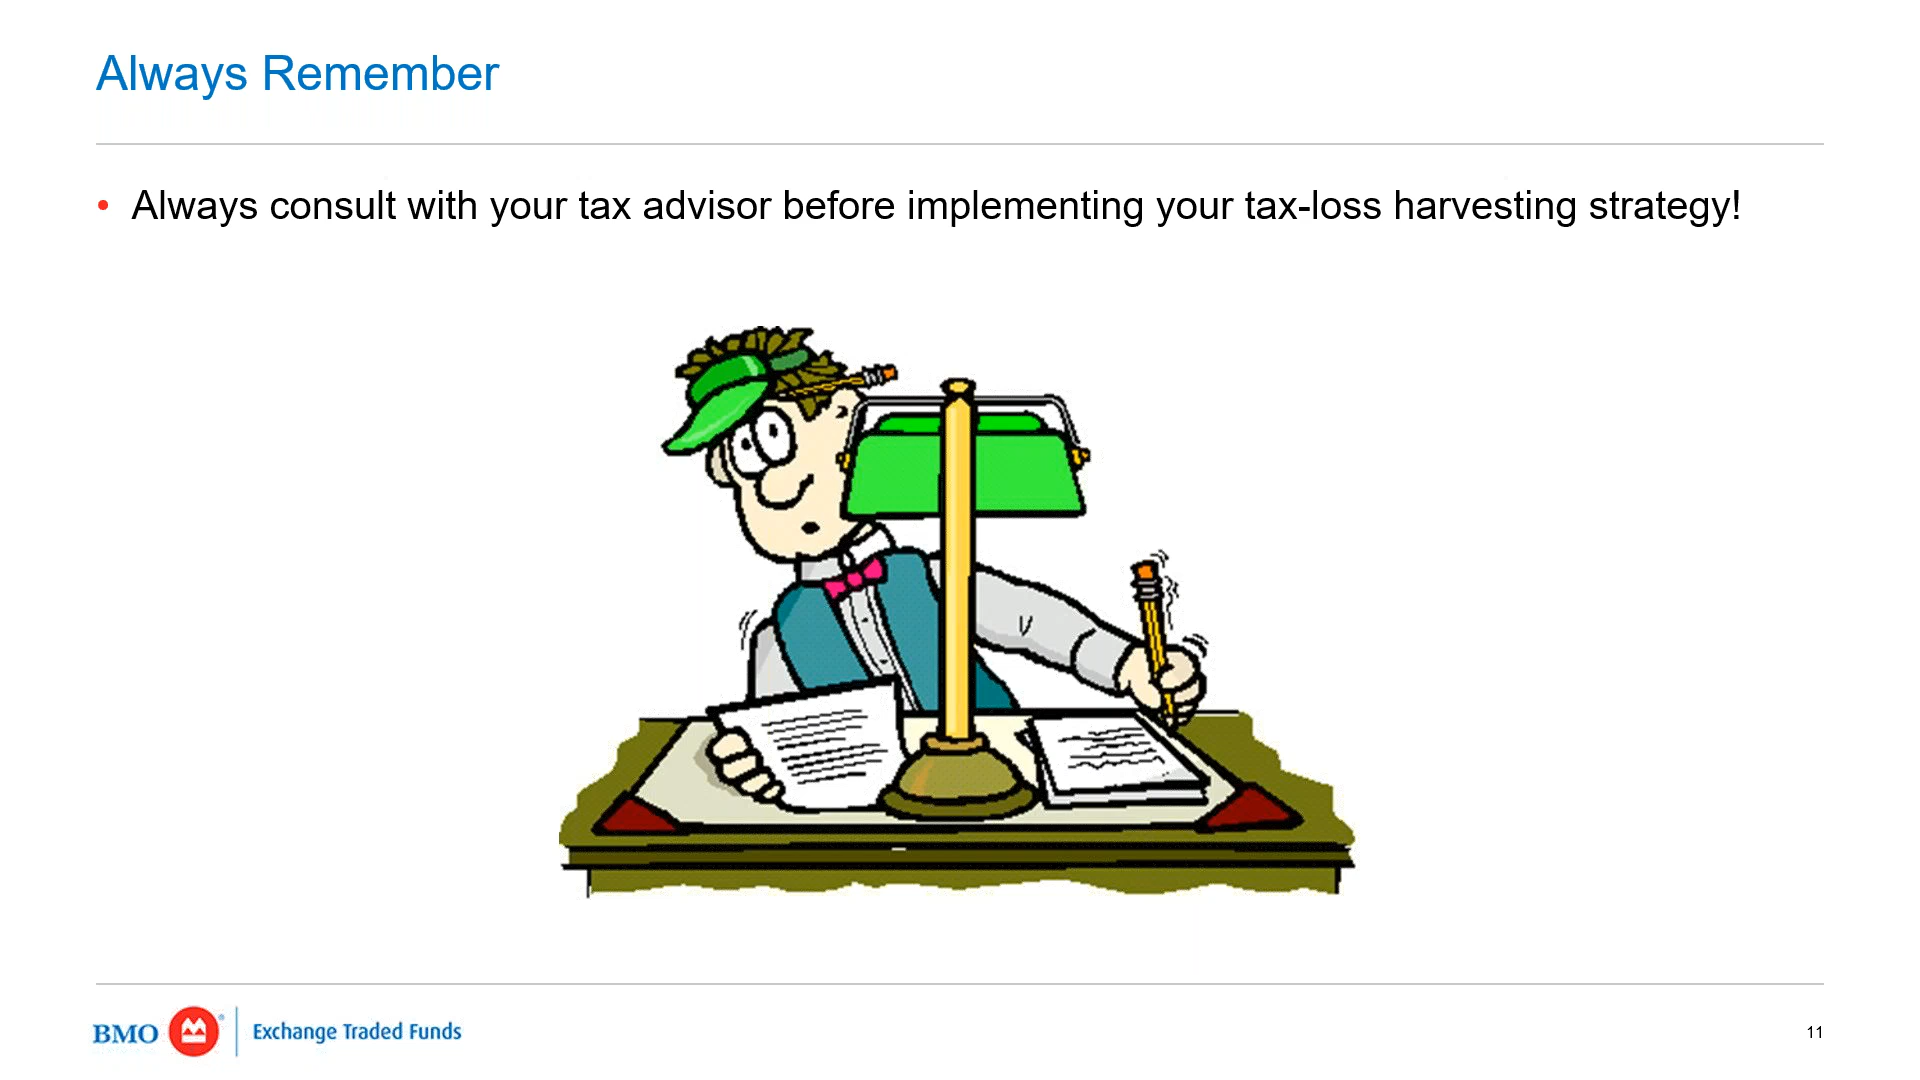 Always Remember
• Always consult with your tax advisor before implementing your tax-loss harvesting strategy!
BMO Exchange Traded Funds
11